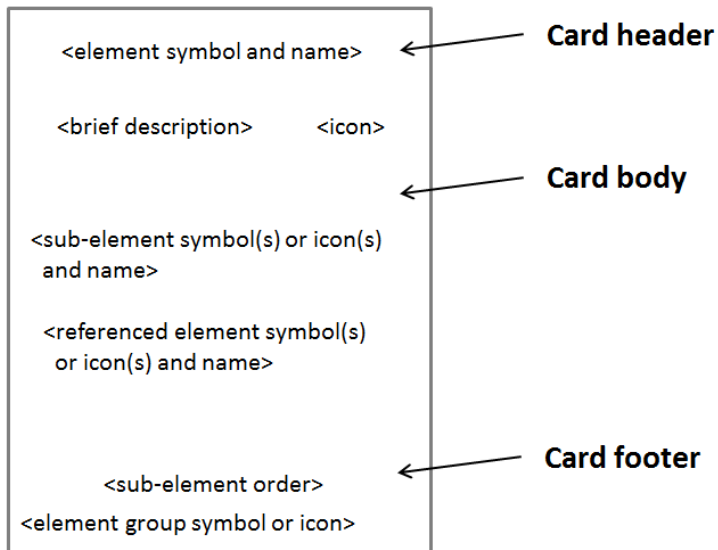 <element symbol and name>
Card header
<brief description> <icon>
Card body
<sub-element symbol(s) or icon(s)
and name>
<referenced element symbol(s)
or icon(s) and name>
Card footer
<sub-element order>
<element group symbol or icon>